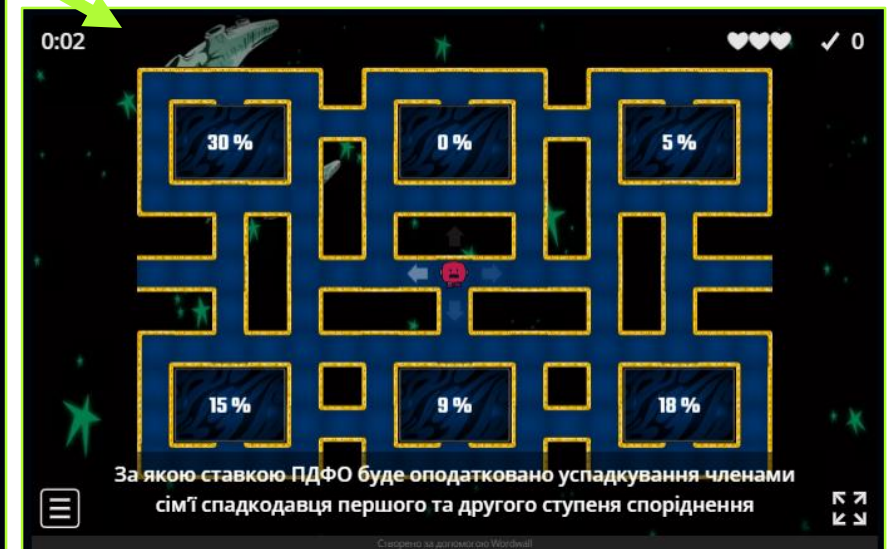 0:02
✓ 0
30 %
0 %
5 %
15 %
9 %
18 %
За якою ставкою ПДФО буде оподатковано успадкування членами
сім'ї спадкодавця першого та другого ступеня споріднення
Створено за допомогою Wordwall